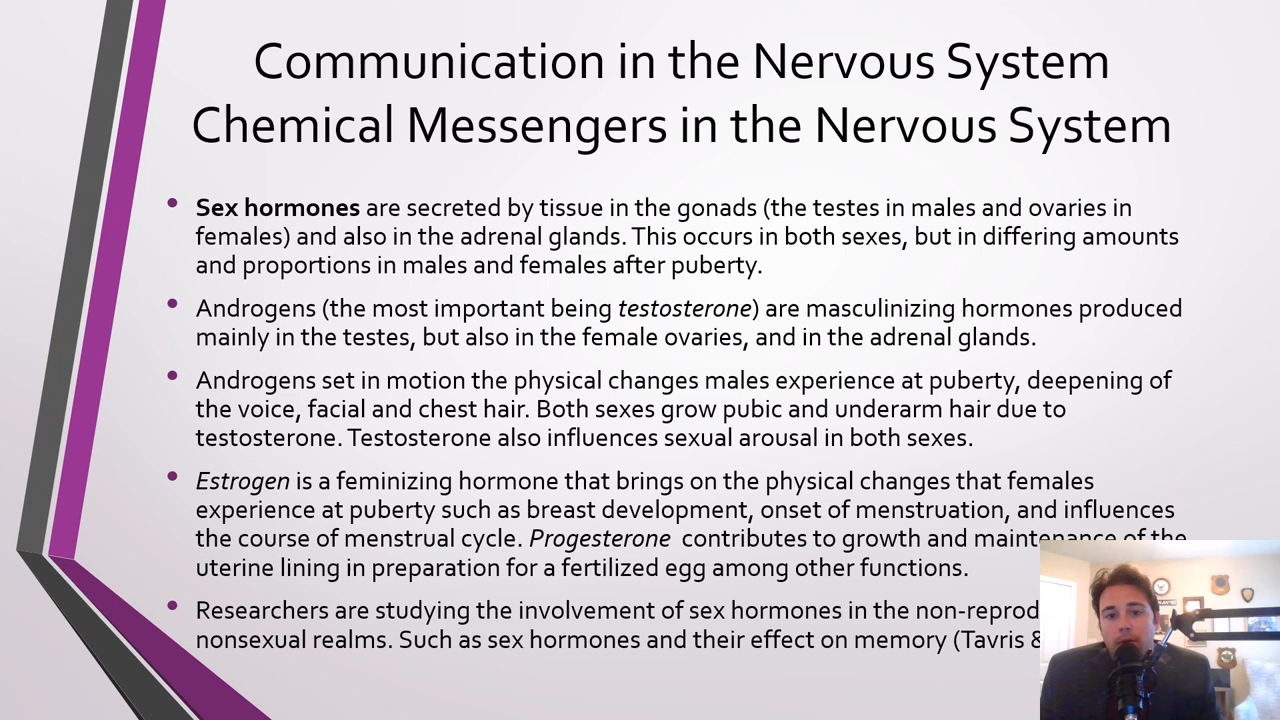 Communication in the Nervous System
Chemical Messengers in the Nervous System
• Sex hormones are secreted by tissue in the gonads (the testes in males and ovaries in
females) and also in the adrenal glands. This occurs in both sexes, but in differing amounts
and proportions in males and females after puberty.
• Androgens (the most important being testosterone) are masculinizing hormones produced
mainly in the testes, but also in the female ovaries, and in the adrenal glands.
• Androgens set in motion the physical changes males experience at puberty, deepening of
the voice, facial and chest hair. Both sexes grow pubic and underarm hair due to
testosterone. Testosterone also influences sexual arousal in both sexes.
• Estrogen is a feminizing hormone that brings on the physical changes that females
experience at puberty such as breast development, onset of menstruation, and influences
the course of menstrual cycle. Progesterone contributes to growth and maintenance of the
uterine lining in preparation for a fertilized egg among other functions.
• Researchers are studying the involvement of sex hormones in the non-reprod
nonsexual realms. Such as sex hormones and their effect on memory (Tavris &